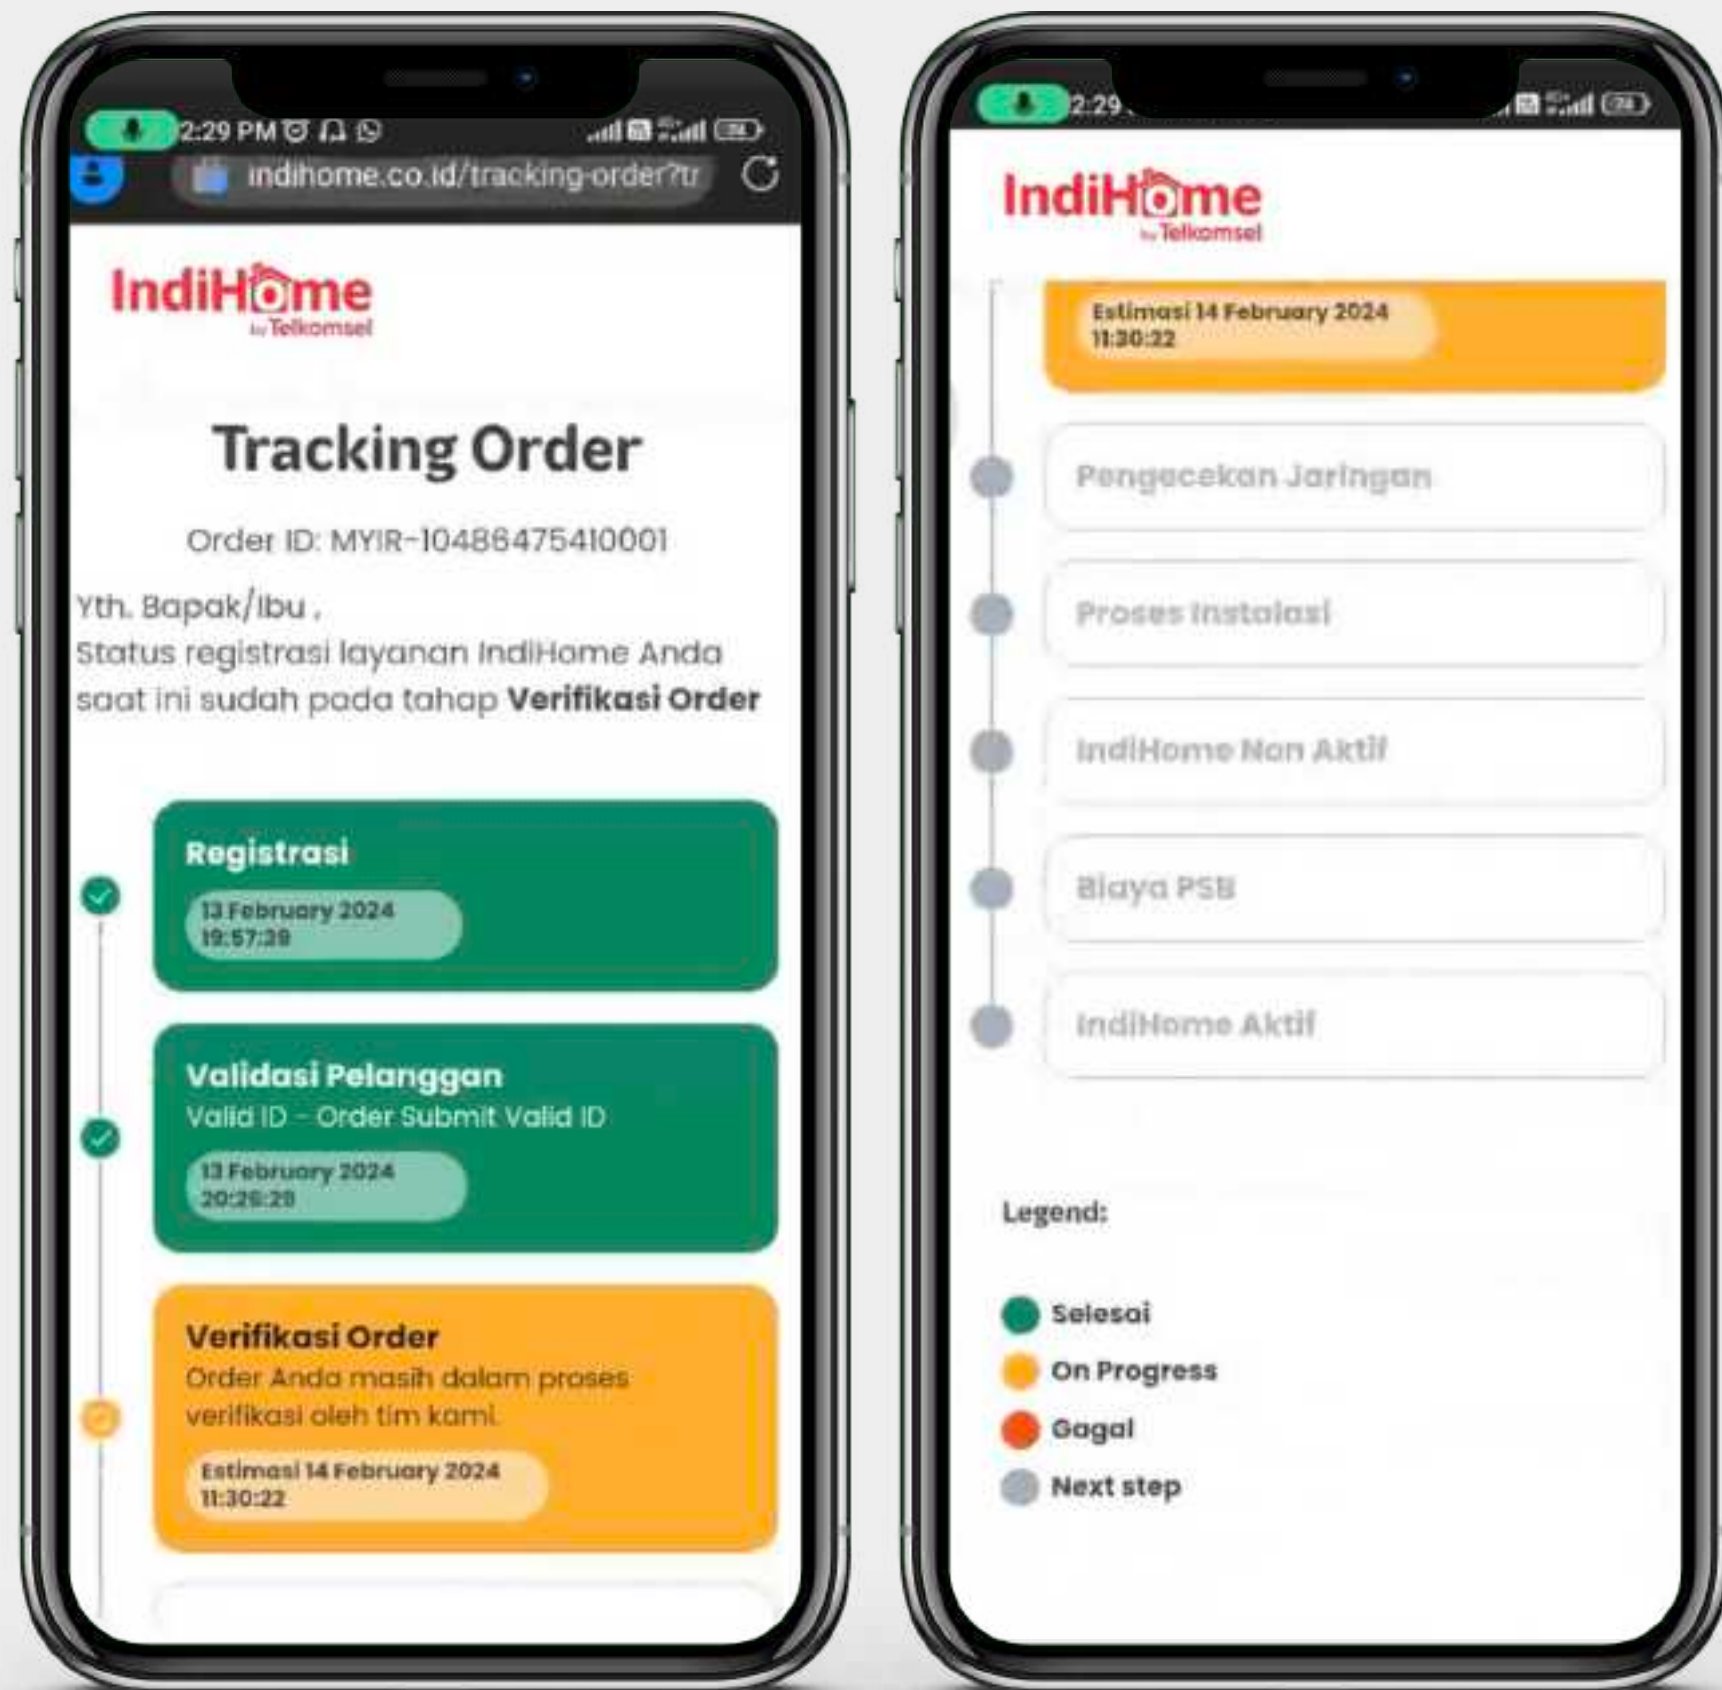 2:29 PM
indihome.co.id/tracking-order?tr
IndiHome
by Telkomsel
Tracking Order
Order ID: MYIR-10486475410001
Yth. Bapak/Ibu ,
Status registrasi layanan IndiHome Anda
saat ini sudah pada tahap Verifikasi Order
Registrasi
13 February 2024
19:57:39
Validasi Pelanggan
Valid ID - Order Submit Valid ID
13 February 2024
20:26:29
Verifikasi Order
Order Anda masih dalam proses
verifikasi oleh tim kami.
Estimasi 14 February 2024
11:30:22
2:29
IndiHome
by Telkomsel
Estimasi 14 February 2024
11:30:22
Pengecekan Jaringan
Proses Instalasi
IndiHome Non Aktif
Biaya PSB
IndiHome Aktif
Legend:
Selesai
On Progress
Gagal
Next step